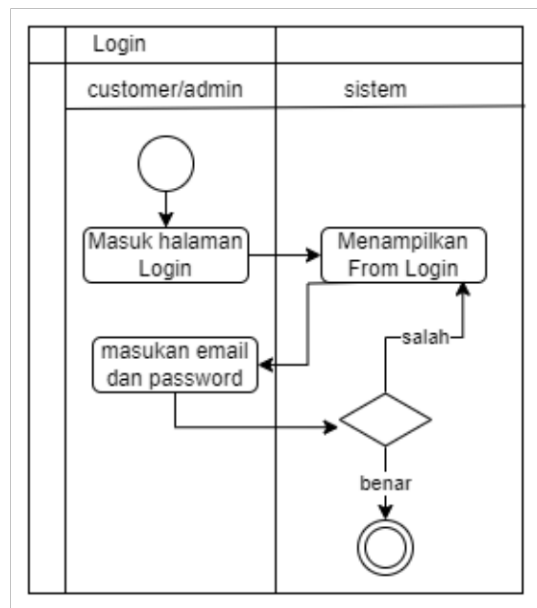 Login
customer/admin
sistem
Masuk halaman
Login
Menampilkan
From Login
masukan email
dan password
salah
benar